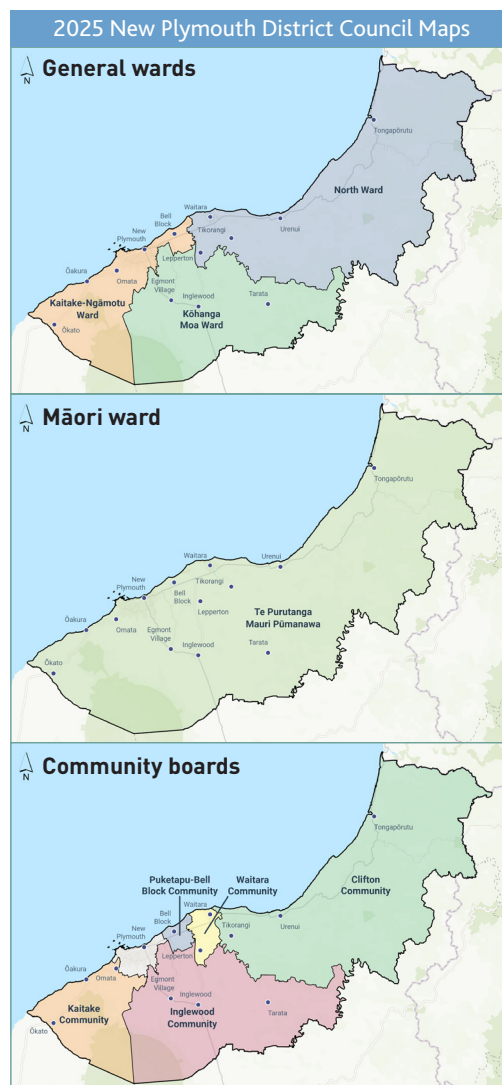 2025 New Plymouth District Council Maps
N
General wards
Tongapōrutu
North Ward
Waitara
Bell
Block
New
Plymouth
Tikorangi
Urenui
Lepperton
Ōakura
Omata
Egmont
Village
Inglewood
Tarata
Kaitake-Ngāmotu
Ward
Kōhanga
Moa Ward
Ōkato
N
Māori ward
Tongapōrutu
Waitara
Urenui
New
Plymouth
Tikorangi
Bell
Block
Lepperton
Ōakura
Omata
Te Purutanga
Mauri Pūmanawa
Egmont
Village
Inglewood
Tarata
Ōkato
N
Community boards
Tongapōrutu
Puketapu-Bell
Block Community
Waitara
Community
Clifton
Community
Waitara
Bell
Block
New
Plymouth
Tikorangi
Urenui
Lepperton
Ōakura
Omata
Egmont
Village
Inglewood
Tarata
Kaitake
Community
Inglewood
Community
Ōkato